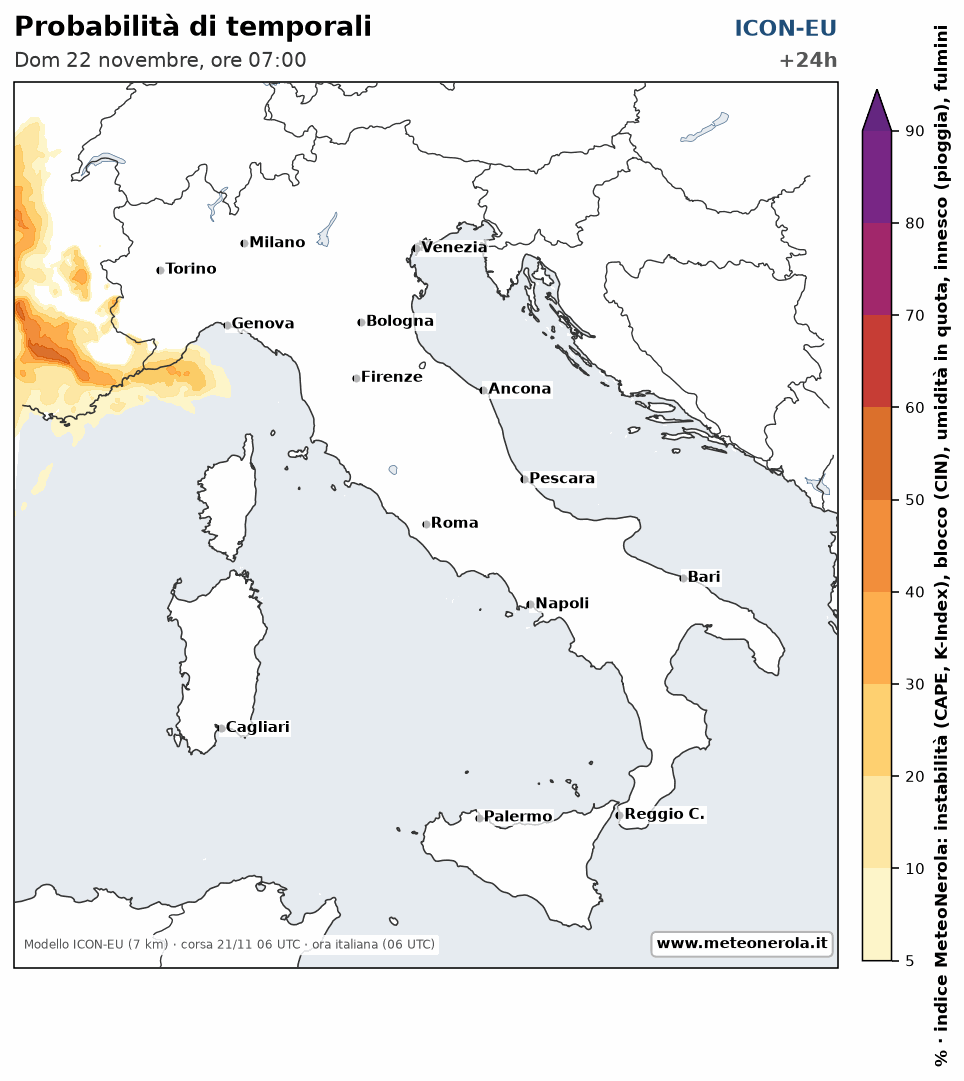 Probabilità di temporali
ICON-EU
Dom 22 novembre, ore 07:00
+24h
Milano
Venezia
Torino
Genova
Bologna
Firenze
Ancona
Pescara
Roma
Bari
Napoli
Cagliari
Palermo
Reggio C.
Modello ICON-EU (7 km) · corsa 21/11 06 UTC · ora italiana (06 UTC)
www.meteonerola.it
90
80
70
60
50
40
30
20
10
5
% · indice MeteoNerola: instabilità (CAPE, K-Index), blocco (CIN), umidità in quota, innesco (pioggia), fulmini